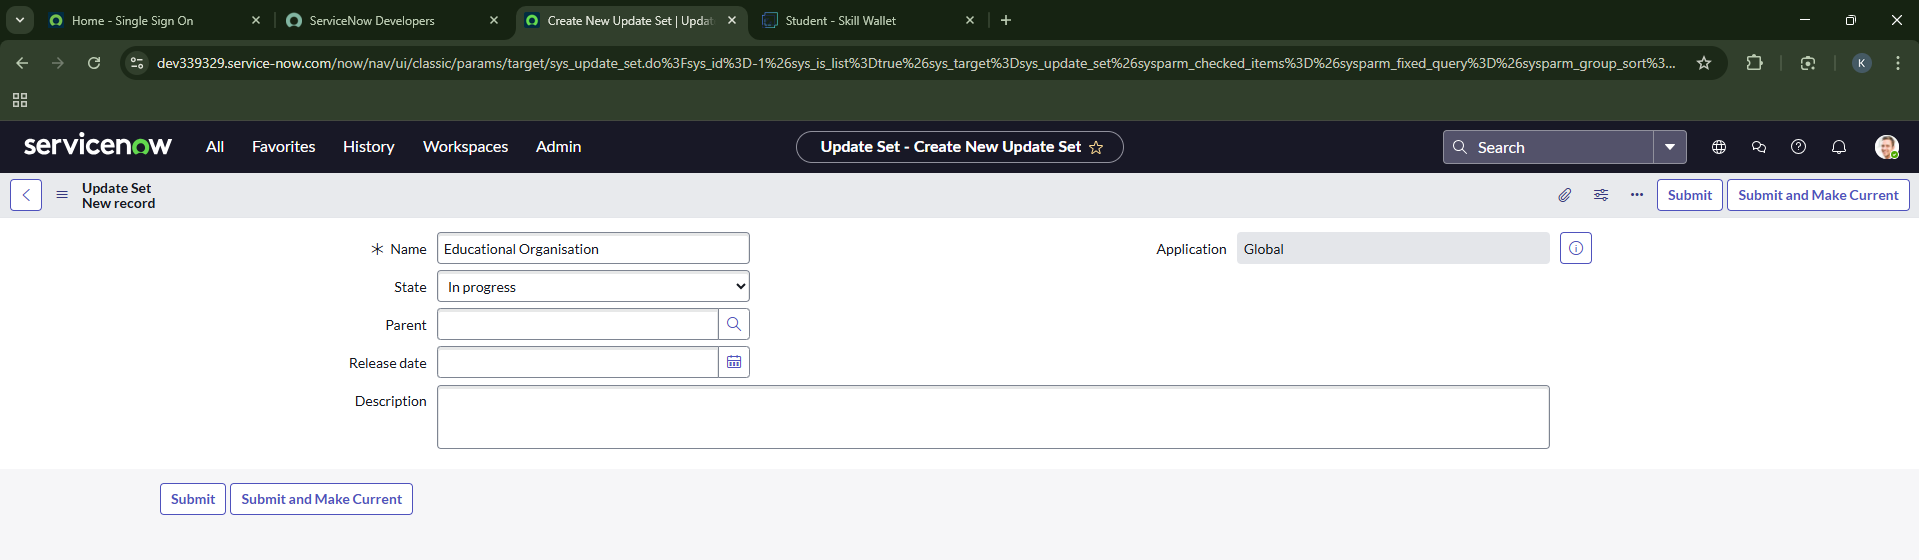 Home - Single Sign On
ServiceNow Developers
Create New Update Set | Updat
Student - Skill Wallet
dev339329.service-now.com/now/nav/ui/classic/params/target/sys_update_set.do%3Fsys_id%3D-1%26sys_is_list%3Dtrue%26sys_target%3Dsys_update_set%26sysparm_checked_items%3D%26sysparm_fixed_query%3D%26sysparm_group_sort%3...
K
servicenow
All
Favorites
History
Workspaces
Admin
Update Set - Create New Update Set
Search
Update Set
New record
Submit
Submit and Make Current
Name
Educational Organisation
Application
Global
State
In progress
Parent
Release date
Description
Submit
Submit and Make Current